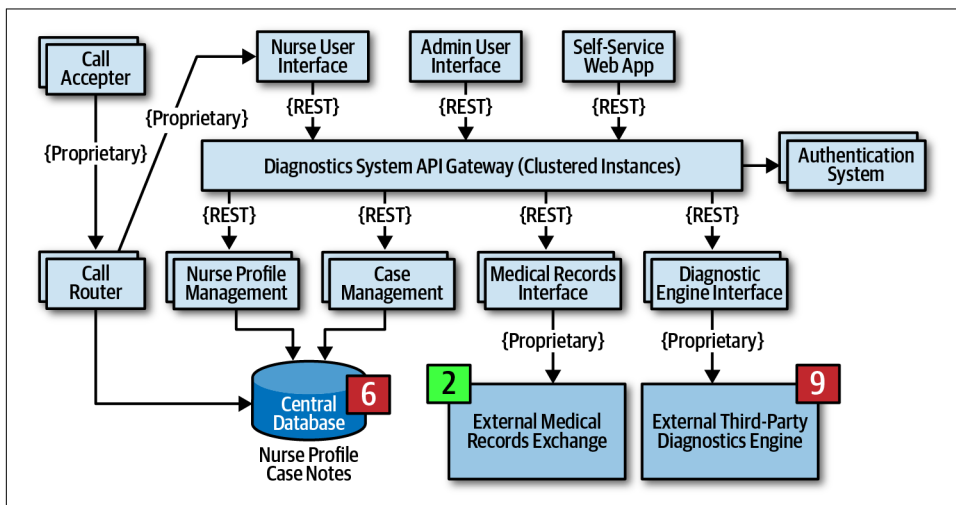 Call
Accepter
Nurse User
Interface
Admin User
Interface
Self-Service
Web App
{Proprietary}
{Proprietary}
{REST}
{REST}
{REST}
Diagnostics System API Gateway (Clustered Instances)
Authentication
System
{REST}
{REST}
{REST}
{REST}
Call
Router
Nurse Profile
Management
Case
Management
Medical Records
Interface
Diagnostic
Engine Interface
{Proprietary}
{Proprietary}
Central
Database
6
Nurse Profile
Case Notes
2
External Medical
Records Exchange
9
External Third-Party
Diagnostics Engine